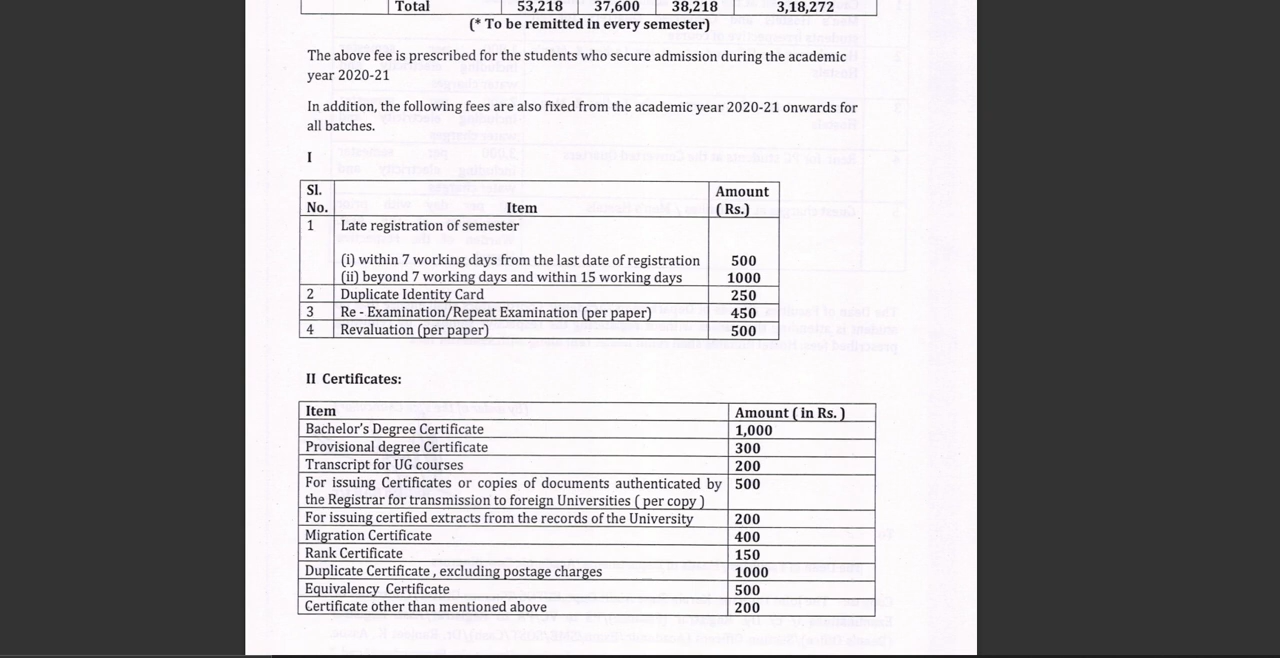 Total 53,218 37,600 38,218 3,18,272
(* To be remitted in every semester)
The above fee is prescribed for the students who secure admission during the academic
year 2020-21
In addition, the following fees are also fixed from the academic year 2020-21 onwards for
all batches.
I
Sl. Amount
No. Item ( Rs.)
1 Late registration of semester
(i) within 7 working days from the last date of registration 500
(ii) beyond 7 working days and within 15 working days 1000
2 Duplicate Identity Card 250
3 Re - Examination/Repeat Examination (per paper) 450
4 Revaluation (per paper) 500
II Certificates:
Item Amount ( in Rs. )
Bachelor's Degree Certificate 1,000
Provisional degree Certificate 300
Transcript for UG courses 200
For issuing Certificates or copies of documents authenticated by 500
the Registrar for transmission to foreign Universities ( per copy )
For issuing certified extracts from the records of the University 200
Migration Certificate 400
Rank Certificate 150
Duplicate Certificate , excluding postage charges 1000
Equivalency Certificate 500
Certificate other than mentioned above 200